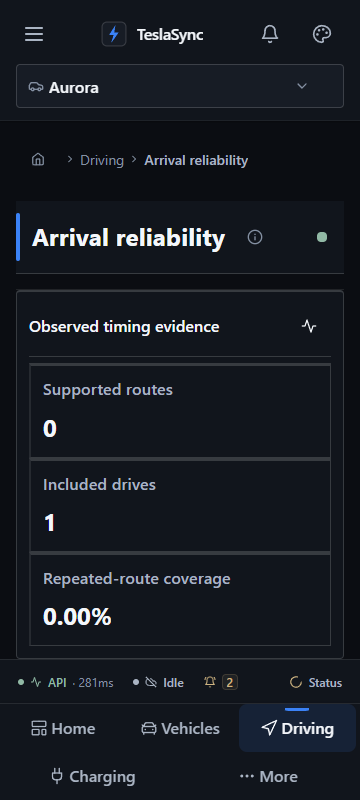 TeslaSync
Aurora
Driving
Arrival reliability
Arrival reliability
Observed timing evidence
Supported routes
0
Included drives
1
Repeated-route coverage
0.00%
API · 281ms
Idle
2
Status
Home
Vehicles
Driving
Charging
More